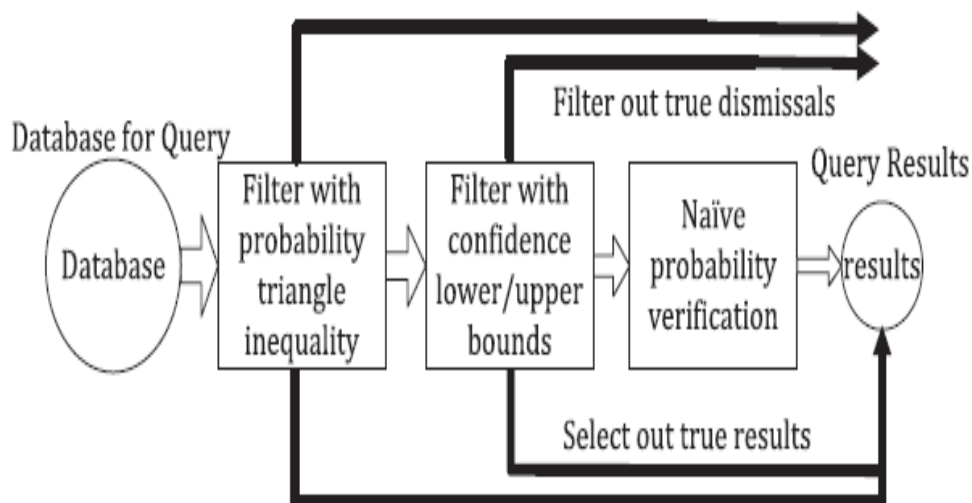 Filter out true dismissals
Database for Query
Database
Filter with
probability
triangle
inequality
Filter with
confidence
lower/upper
bounds
Naïve
probability
verification
Query Results
results
Select out true results